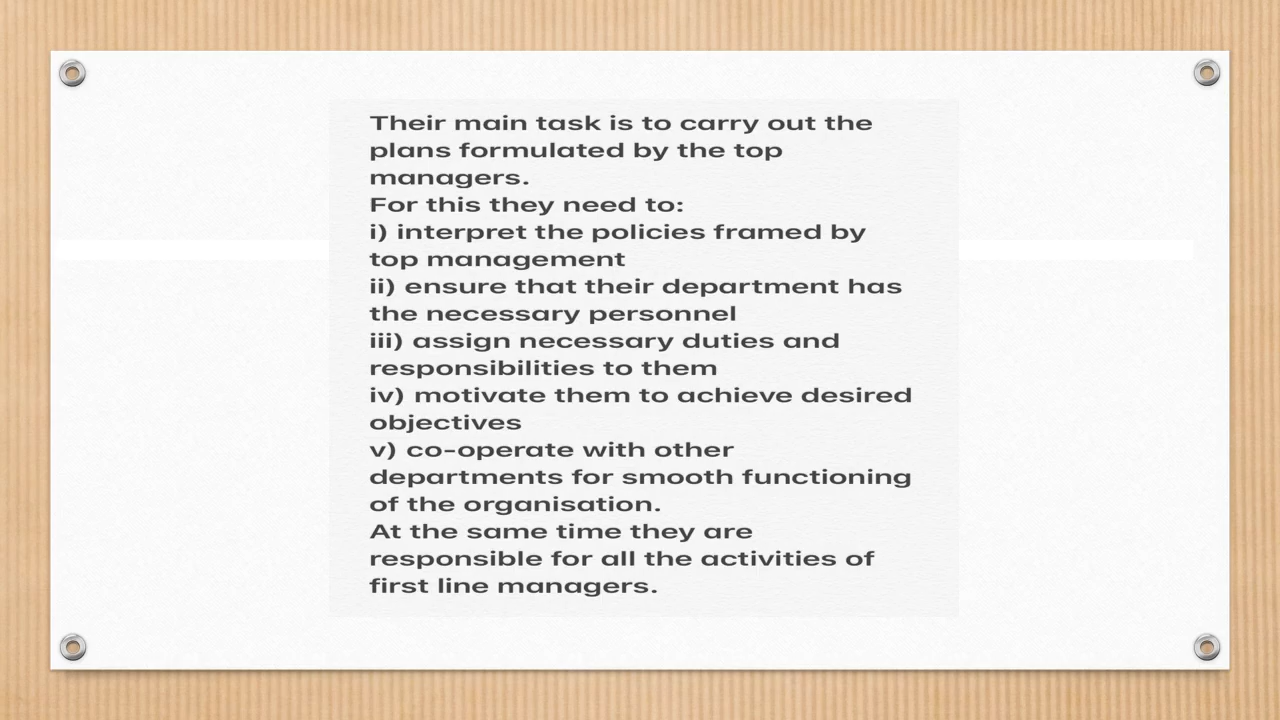 Their main task is to carry out the
plans formulated by the top
managers.
For this they need to:
i) interpret the policies framed by
top management
ii) ensure that their department has
the necessary personnel
iii) assign necessary duties and
responsibilities to them
iv) motivate them to achieve desired
objectives
v) co-operate with other
departments for smooth functioning
of the organisation.
At the same time they are
responsible for all the activities of
first line managers.